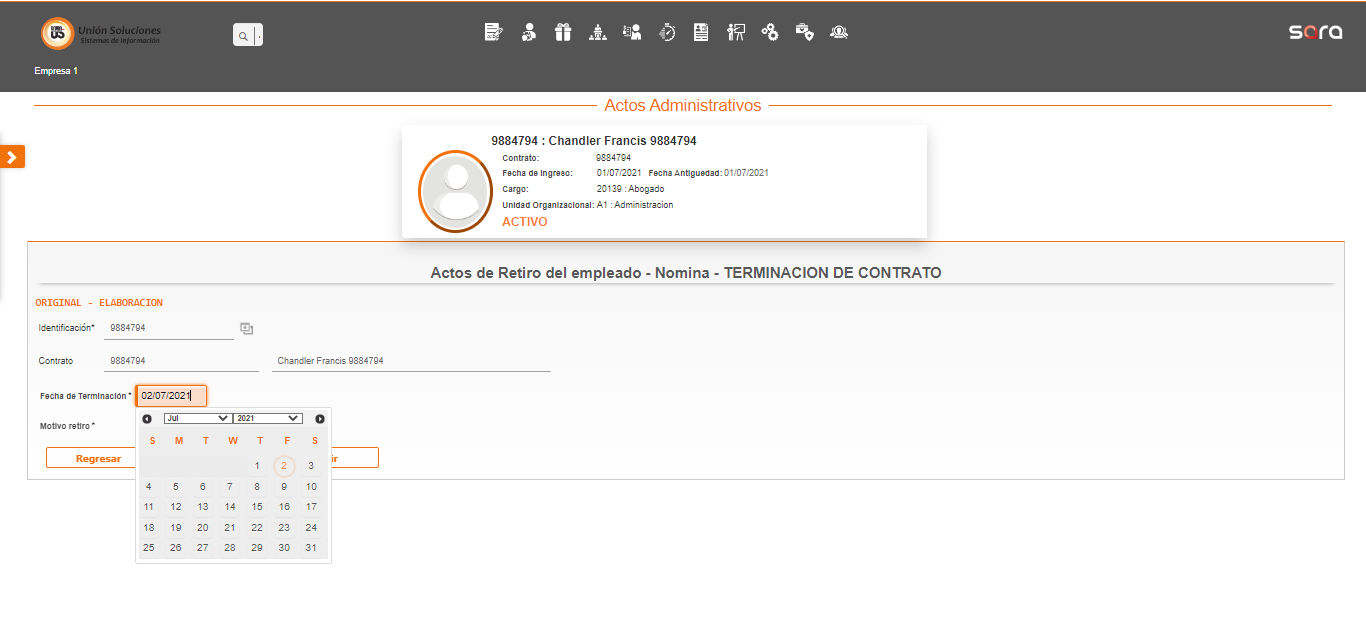 Unión Soluciones
Sistemas de Información
sora
Empresa 1
Actos Administrativos
9884794 : Chandler Francis 9884794
Contrato: 9884794
Fecha de Ingreso: 01/07/2021 Fecha Antiguedad: 01/07/2021
Cargo: 20139 : Abogado
Unidad Organizacional: A1 : Administracion
ACTIVO
Actos de Retiro del empleado - Nomina - TERMINACION DE CONTRATO
ORIGINAL - ELABORACION
Identificación* 9884794
Contrato 9884794 Chandler Francis 9884794
Fecha de Terminación * 02/07/2021
Jul 2021
Motivo retiro *
S M T W T F S
Regresar ir
1 2 3
4 5 6 7 8 9 10
11 12 13 14 15 16 17
18 19 20 21 22 23 24
25 26 27 28 29 30 31